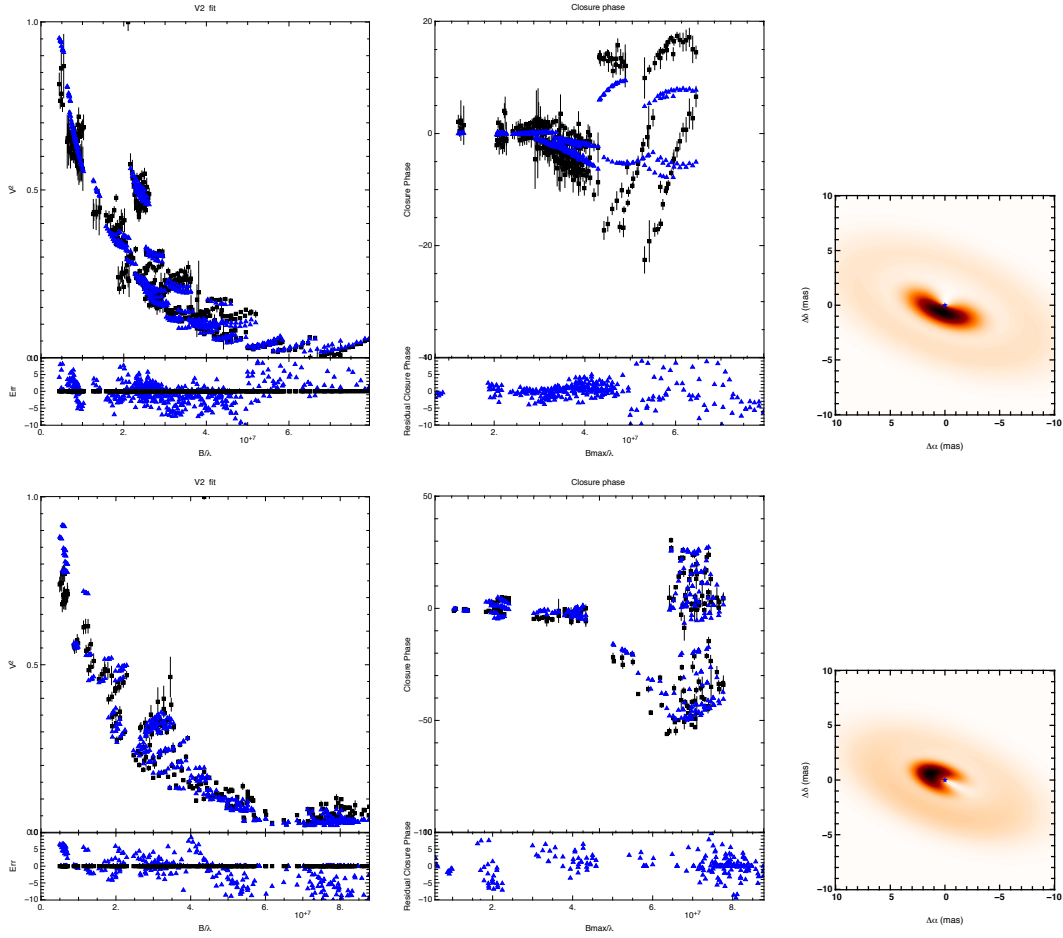 V2 fit
1.0
0.5
V²
10
5
0
−5
−10
Err
0. 2. 4. 6.
10+7
B/λ
Closure phase
20
0
−20
−40
Closure Phase
10
5
0
−5
−10
Residual Closure Phase
2. 4. 6.
10+7
Bmax/λ
10
5
0
−5
−10
Δδ (mas)
10 5 0 −5 −10
Δα (mas)
V2 fit
1.0
0.5
V²
5
0
−5
−10
Err
0. 2. 4. 6. 8.
10+7
B/λ
Closure phase
50
0
−50
Closure Phase
5
0
−5
−10
Residual Closure Phase
2. 4. 6. 8.
10+7
Bmax/λ
10
5
0
−5
−10
Δδ (mas)
10 5 0 −5 −10
Δα (mas)